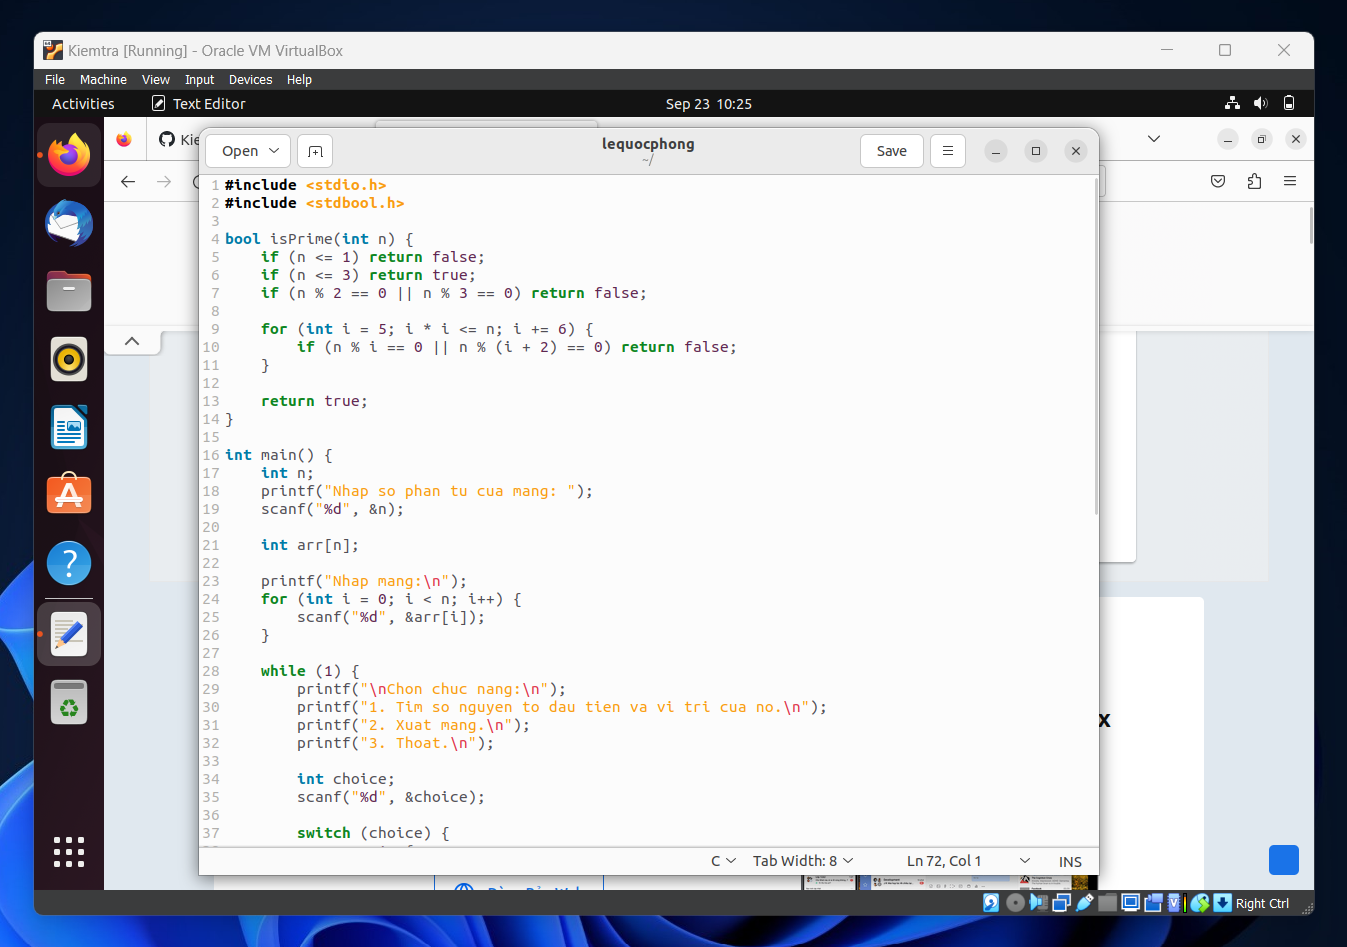 Kiemtra [Running] - Oracle VM VirtualBox
File Machine View Input Devices Help
Activities Text Editor Sep 23 10:25
Kie
Open lequocphong Save
~/
1 #include <stdio.h>
2 #include <stdbool.h>
3
4 bool isPrime(int n) {
5 if (n <= 1) return false;
6 if (n <= 3) return true;
7 if (n % 2 == 0 || n % 3 == 0) return false;
8
9 for (int i = 5; i * i <= n; i += 6) {
10 if (n % i == 0 || n % (i + 2) == 0) return false;
11 }
12
13 return true;
14 }
15
16 int main() {
17 int n;
18 printf("Nhap so phan tu cua mang: ");
19 scanf("%d", &n);
20
21 int arr[n];
22
23 printf("Nhap mang:\n");
24 for (int i = 0; i < n; i++) {
25 scanf("%d", &arr[i]);
26 }
27
28 while (1) {
29 printf("\nChon chuc nang:\n");
30 printf("1. Tim so nguyen to dau tien va vi tri cua no.\n");
31 printf("2. Xuat mang.\n");
32 printf("3. Thoat.\n");
33
34 int choice;
35 scanf("%d", &choice);
36
37 switch (choice) {
x
C Tab Width: 8 Ln 72, Col 1 INS
Right Ctrl